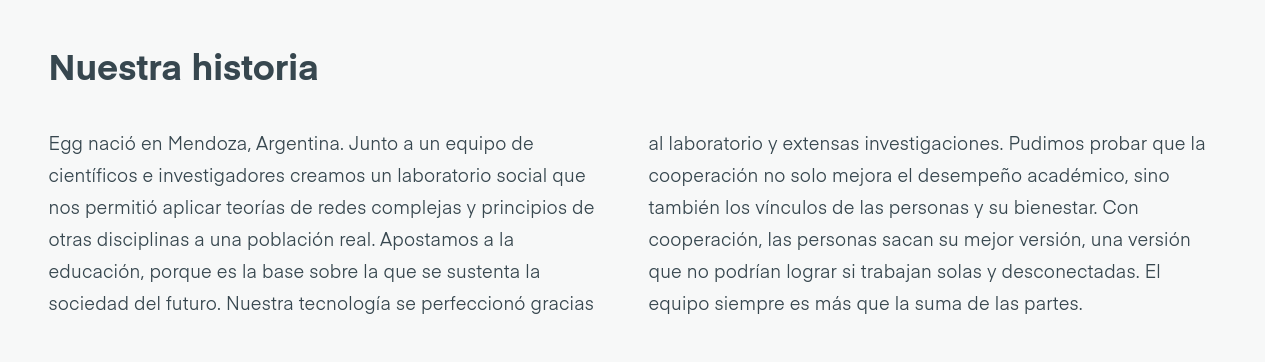 Nuestra historia
Egg nació en Mendoza, Argentina. Junto a un equipo de
científicos e investigadores creamos un laboratorio social que
nos permitió aplicar teorías de redes complejas y principios de
otras disciplinas a una población real. Apostamos a la
educación, porque es la base sobre la que se sustenta la
sociedad del futuro. Nuestra tecnología se perfeccionó gracias
al laboratorio y extensas investigaciones. Pudimos probar que la
cooperación no solo mejora el desempeño académico, sino
también los vínculos de las personas y su bienestar. Con
cooperación, las personas sacan su mejor versión, una versión
que no podrían lograr si trabajan solas y desconectadas. El
equipo siempre es más que la suma de las partes.